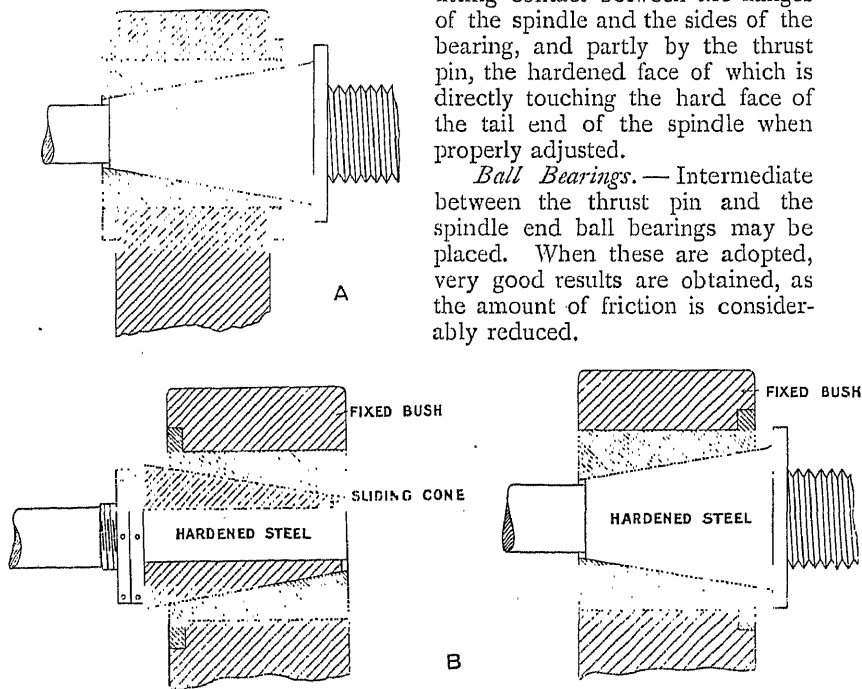 of the spindle and the sides of the
bearing, and partly by the thrust
pin, the hardened face of which is
directly touching the hard face of
the tail end of the spindle when
properly adjusted.
Ball Bearings. — Intermediate
between the thrust pin and the
spindle end ball bearings may be
placed. When these are adopted,
very good results are obtained, as
the amount of friction is consider-
ably reduced.
A
FIXED BUSH
SLIDING CONE
HARDENED STEEL
FIXED BUSH
HARDENED STEEL
B